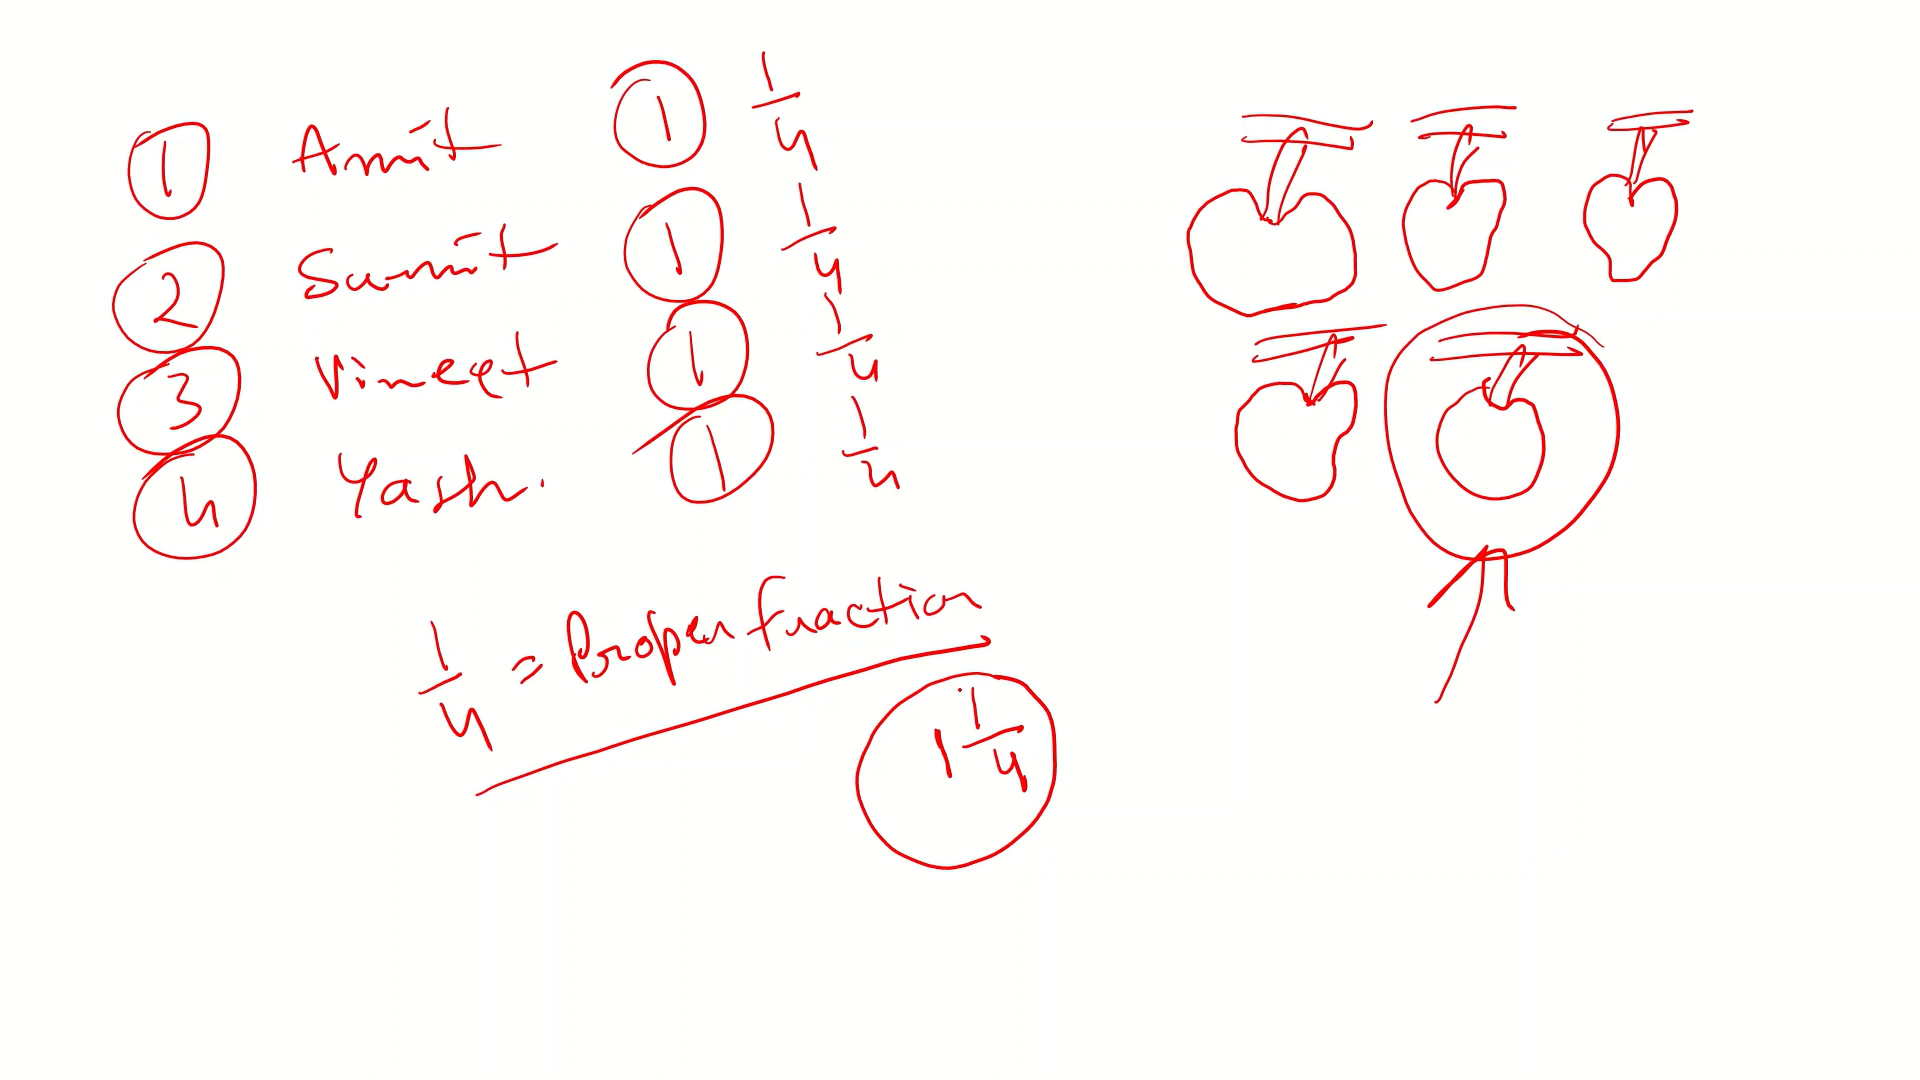 1 Amit 1 1/4
2 Sumit 1 1/4
3 Vineet 1 1/4
4 Yash. 1 1/4
1/4 = Proper fraction
1 1/4